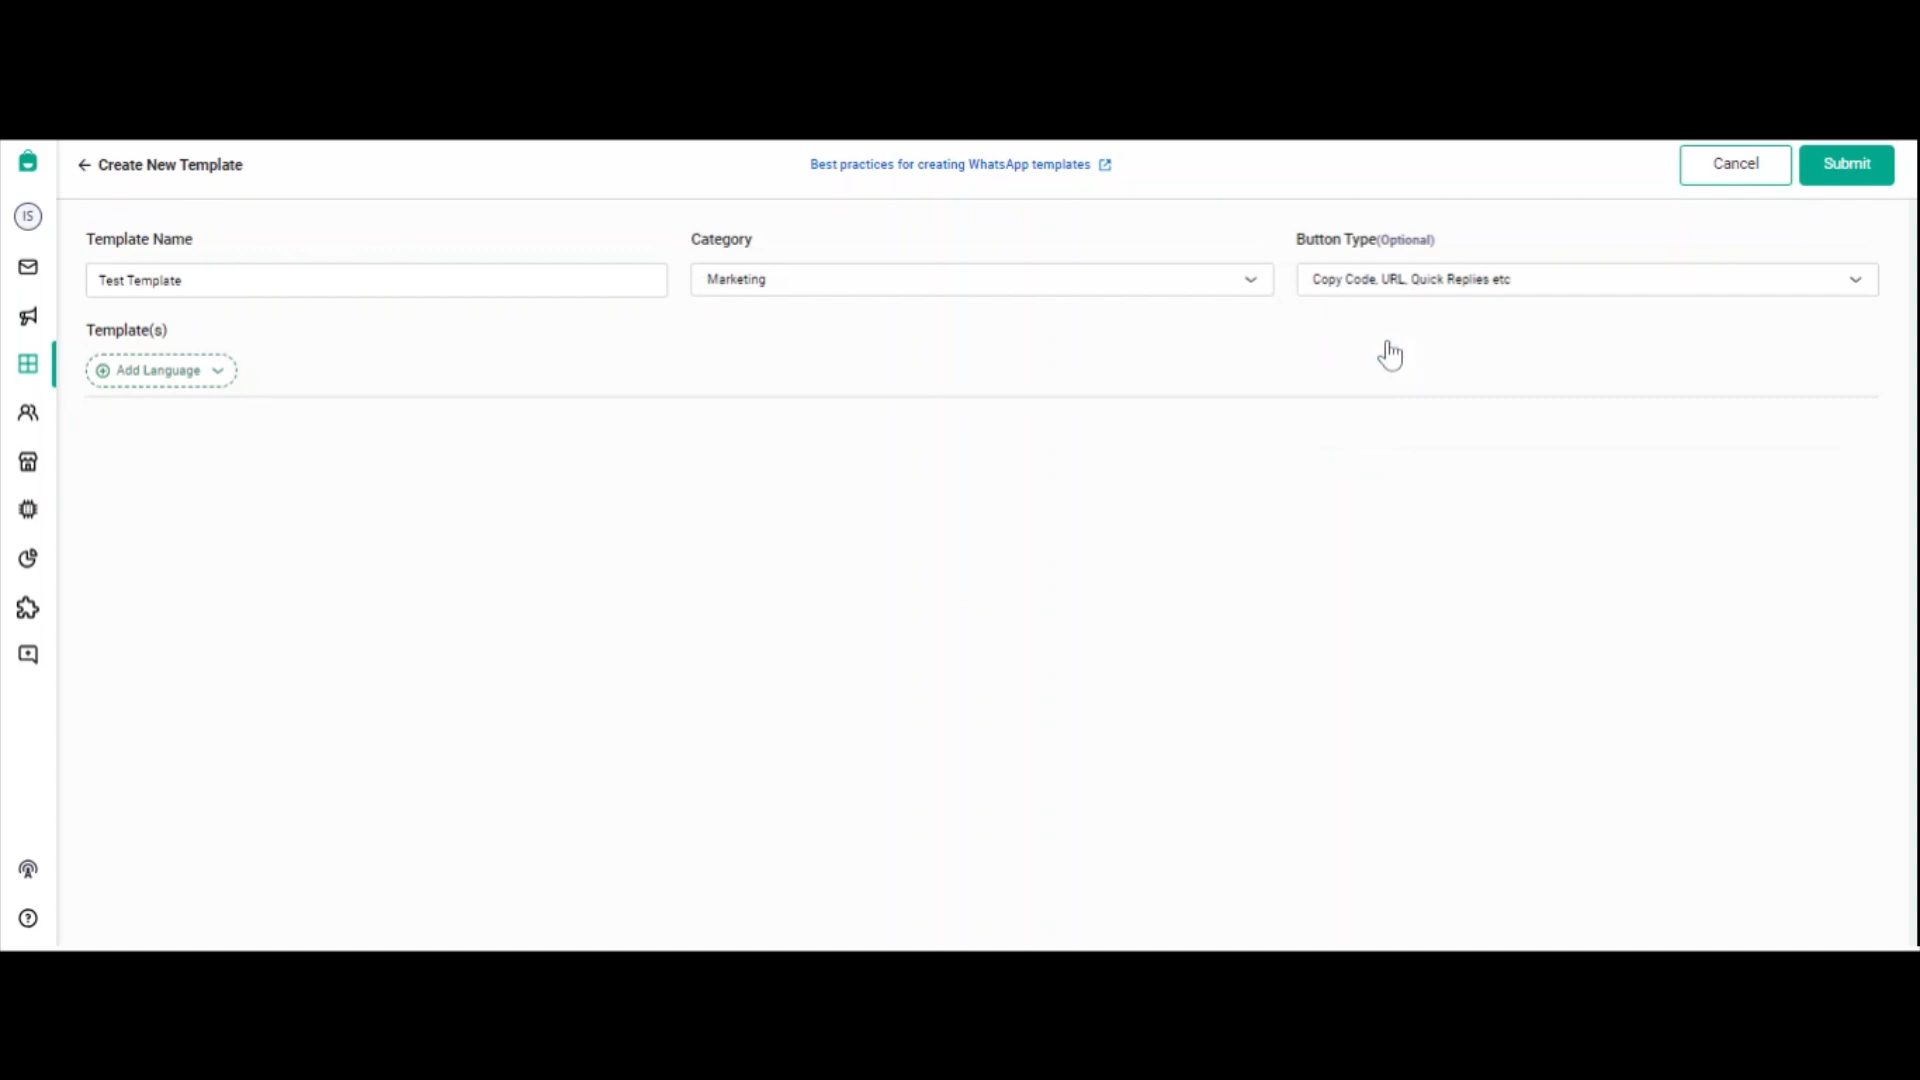 Create New Template
Best practices for creating WhatsApp templates
Cancel
Submit
IS
Template Name
Category
Button Type(Optional)
Test Template
Marketing
Copy Code, URL, Quick Replies etc
Template(s)
Add Language